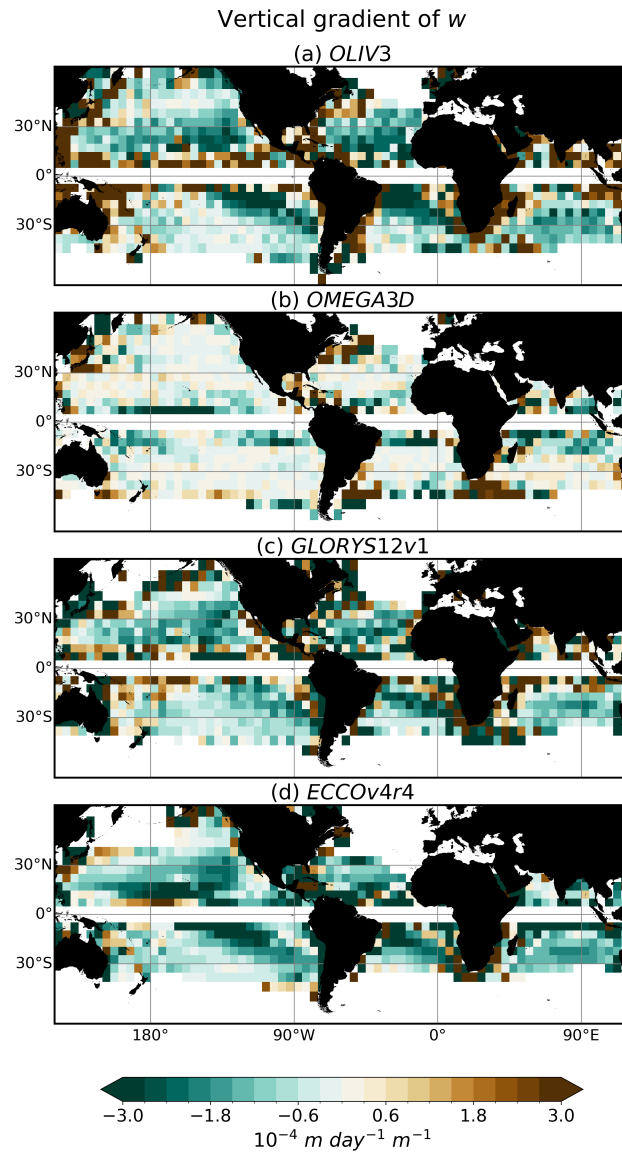 Vertical gradient of w
(a) OLIV3
30°N
0°
30°S
(b) OMEGA3D
30°N
0°
30°S
(c) GLORYS12v1
30°N
0°
30°S
(d) ECCOv4r4
30°N
0°
30°S
180° 90°W 0° 90°E
−3.0 −1.8 −0.6 0.6 1.8 3.0
10⁻⁴ m day⁻¹ m⁻¹